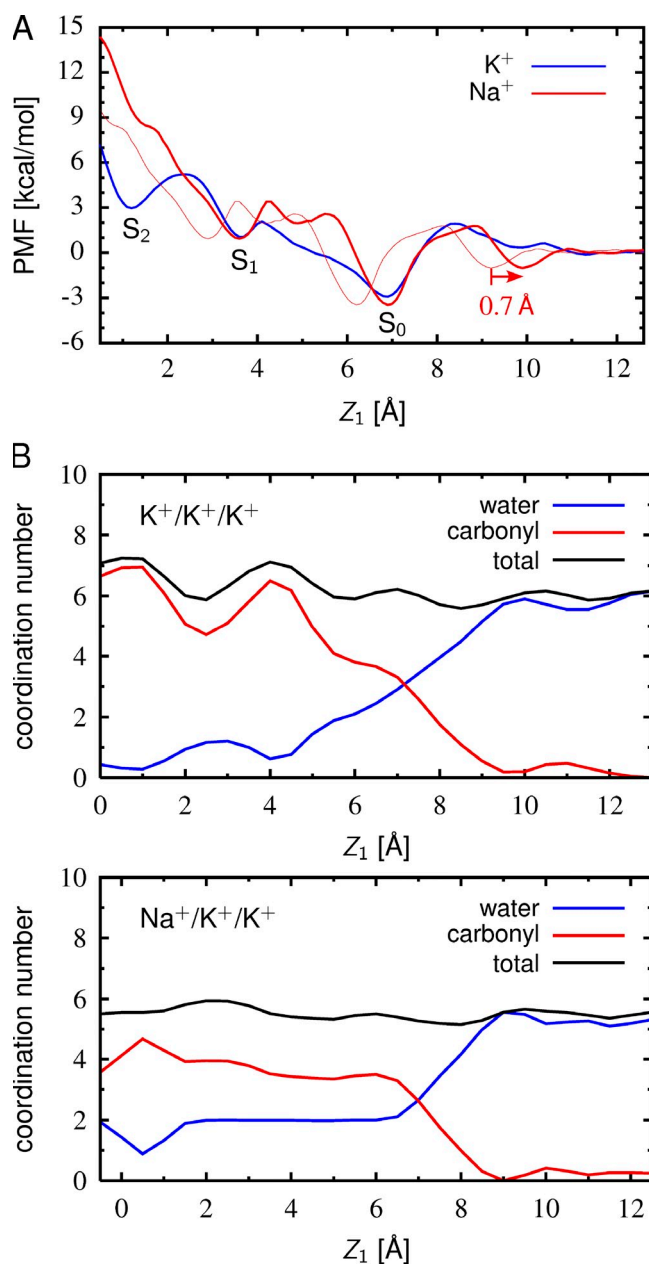 A
15
12
9
6
3
0
-3
-6
PMF [kcal/mol]
K+
Na+
S2
S1
S0
0.7 Å
2 4 6 8 10 12
Z1 [Å]
B
10
8
6
4
2
0
coordination number
K+/K+/K+
water
carbonyl
total
0 2 4 6 8 10 12
Z1 [Å]
10
8
6
4
2
0
coordination number
Na+/K+/K+
water
carbonyl
total
0 2 4 6 8 10 12
Z1 [Å]